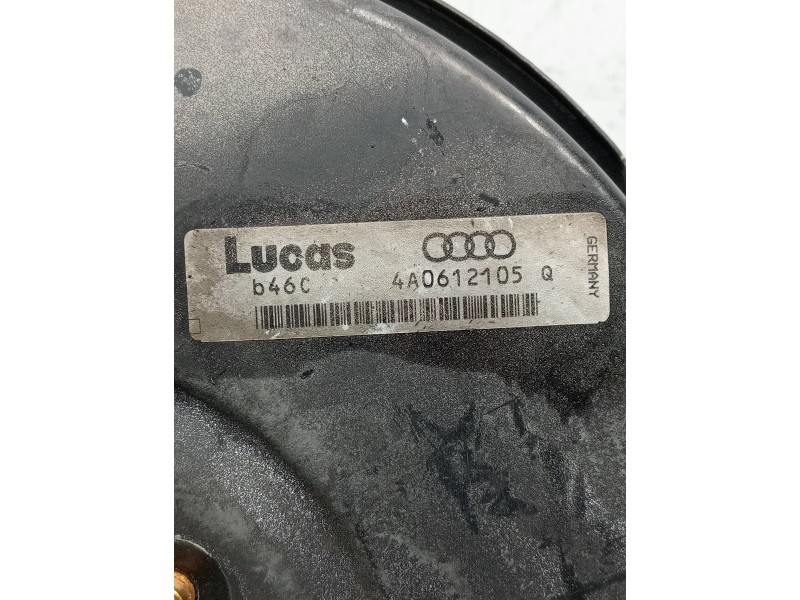 Lucas
b46C
4A0612105 Q
GERMANY